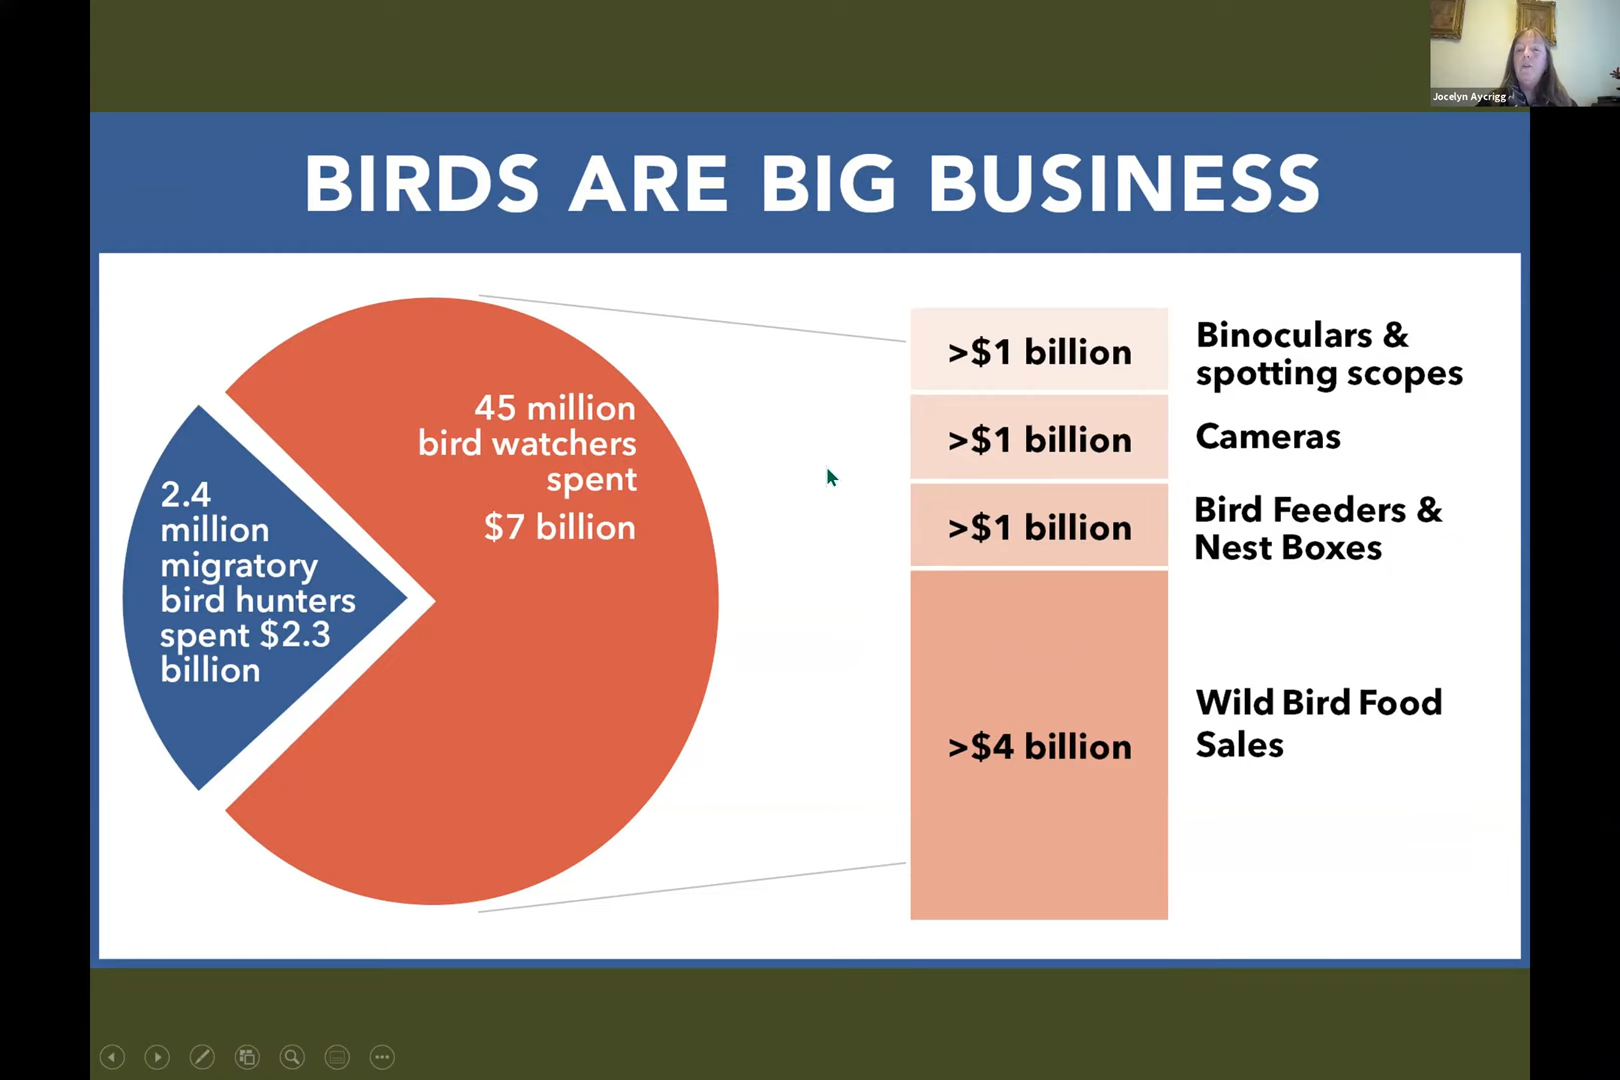 Jocelyn Aycrigg
BIRDS ARE BIG BUSINESS
45 million
bird watchers
spent
$7 billion
2.4
million
migratory
bird hunters
spent $2.3
billion
>$1 billion
Binoculars &
spotting scopes
>$1 billion
Cameras
>$1 billion
Bird Feeders &
Nest Boxes
>$4 billion
Wild Bird Food
Sales